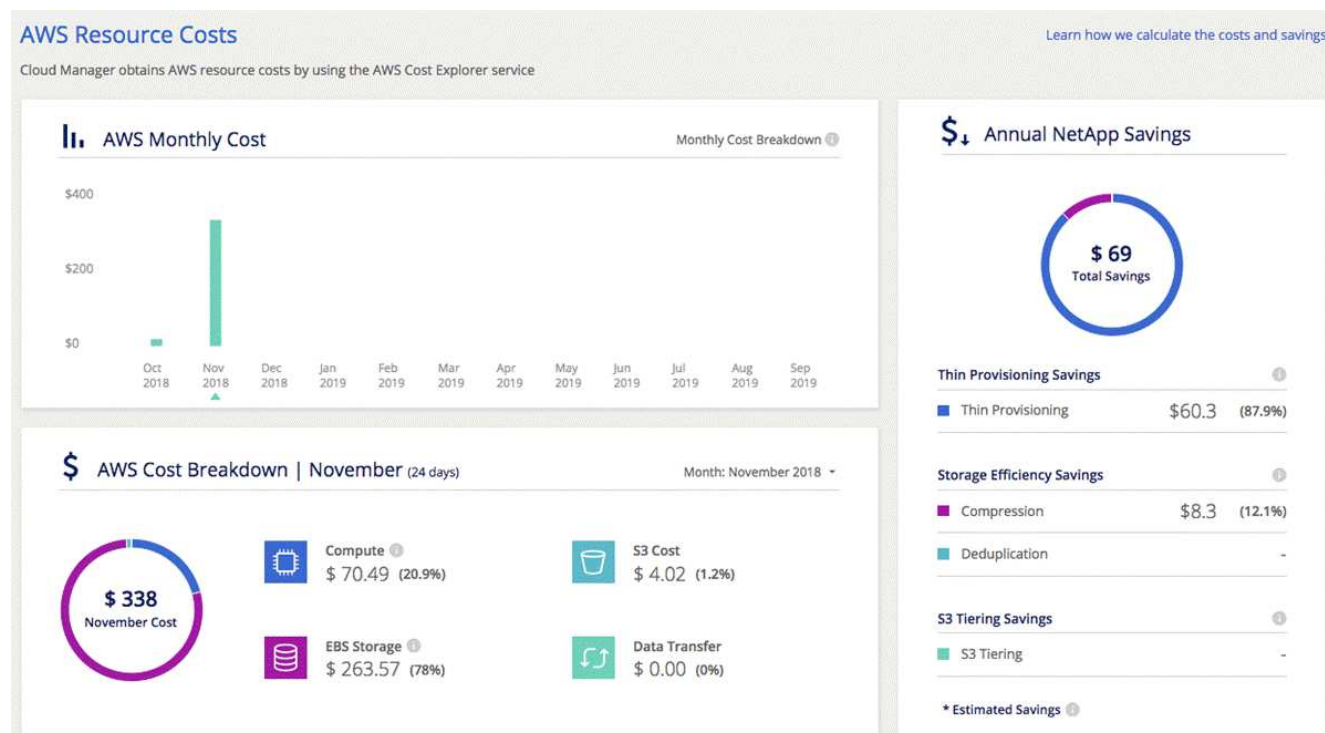 AWS Resource Costs
Learn how we calculate the costs and savings
Cloud Manager obtains AWS resource costs by using the AWS Cost Explorer service
AWS Monthly Cost
Monthly Cost Breakdown
$400
$200
$0
Oct 2018
Nov 2018
Dec 2018
Jan 2019
Feb 2019
Mar 2019
Apr 2019
May 2019
Jun 2019
Jul 2019
Aug 2019
Sep 2019
AWS Cost Breakdown | November (24 days)
Month: November 2018
$ 338
November Cost
Compute
$ 70.49 (20.9%)
S3 Cost
$ 4.02 (1.2%)
EBS Storage
$ 263.57 (78%)
Data Transfer
$ 0.00 (0%)
Annual NetApp Savings
$ 69
Total Savings
Thin Provisioning Savings
Thin Provisioning $60.3 (87.9%)
Storage Efficiency Savings
Compression $8.3 (12.1%)
Deduplication -
S3 Tiering Savings
S3 Tiering -
* Estimated Savings